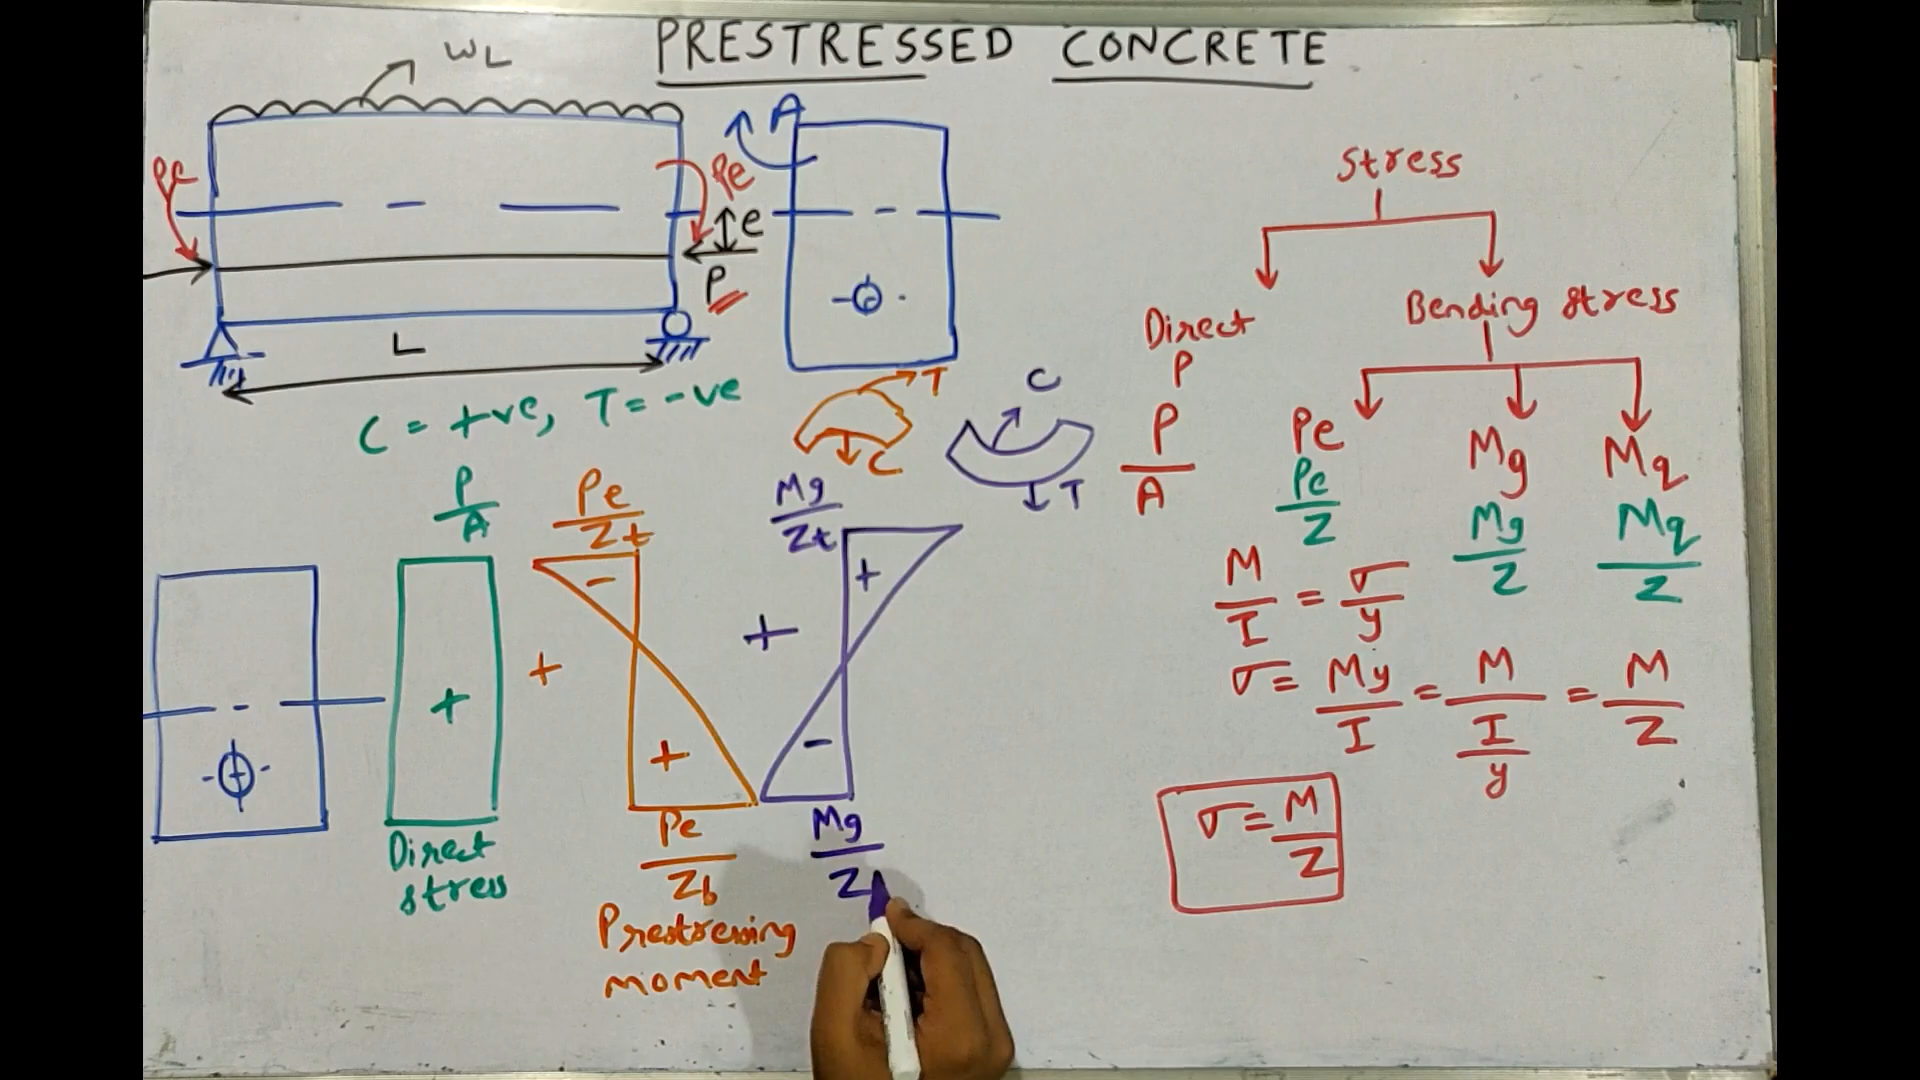 PRESTRESSED CONCRETE
WL
A
Pe
Pe
e
P
L
C = +ve, T = -ve
T
C
C
T
Stress
Direct
P
P
A
Bending stress
Pe
Mg
Mq
Pe
Z
Mg
Z
Mq
Z
M
I
=
σ
y
σ = My/I = M/(I/y) = M/Z
σ = M/Z
P
A
+
Direct
stress
+
Pe
Zt
-
+
Pe
Zb
Prestressing
moment
+
Mg
Zt
+
-
Mg
Z